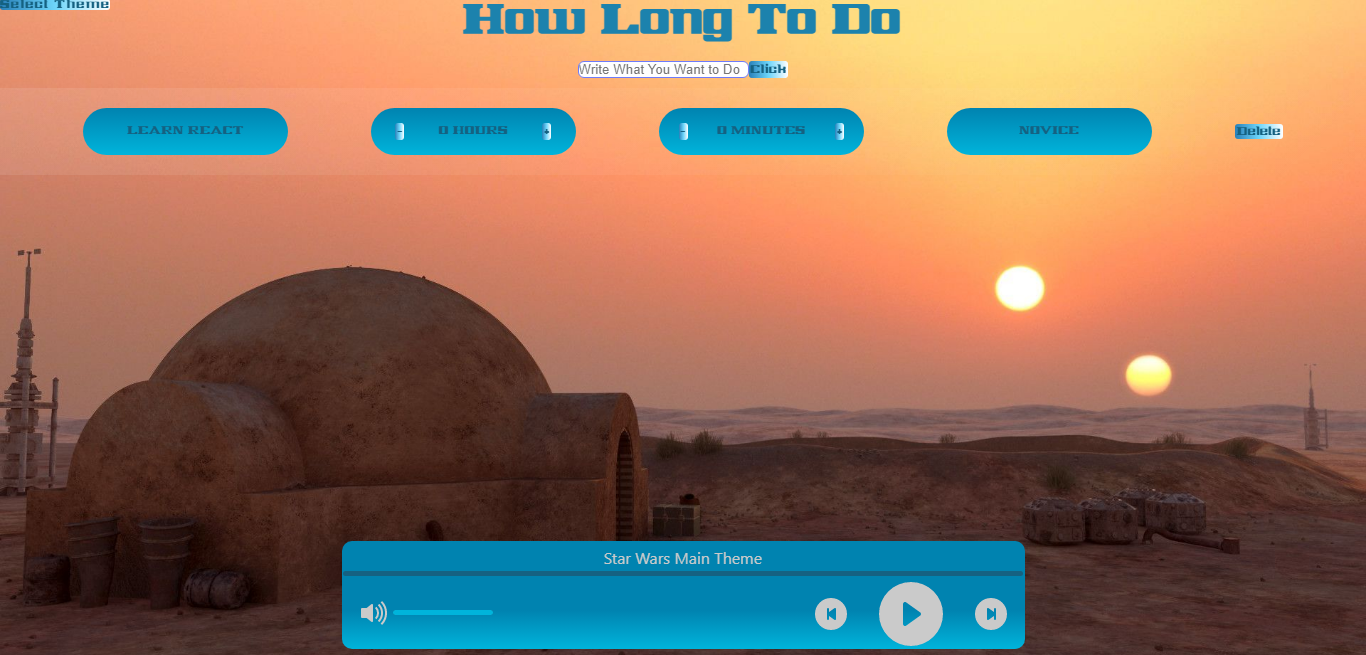 Select Theme
How Long To Do
Write What You Want to Do Click
LEARN REACT - 0 HOURS + - 0 MINUTES + NOVICE Delete
Star Wars Main Theme